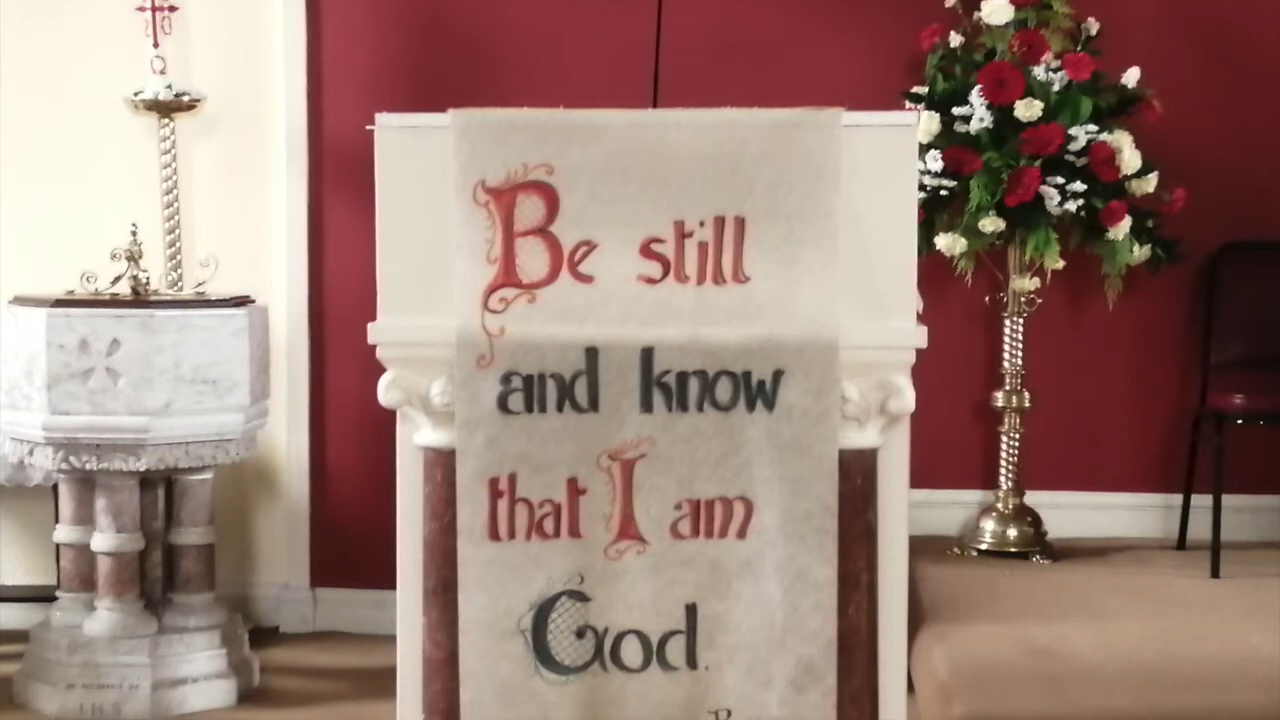 Be still
and know
that I am
God.